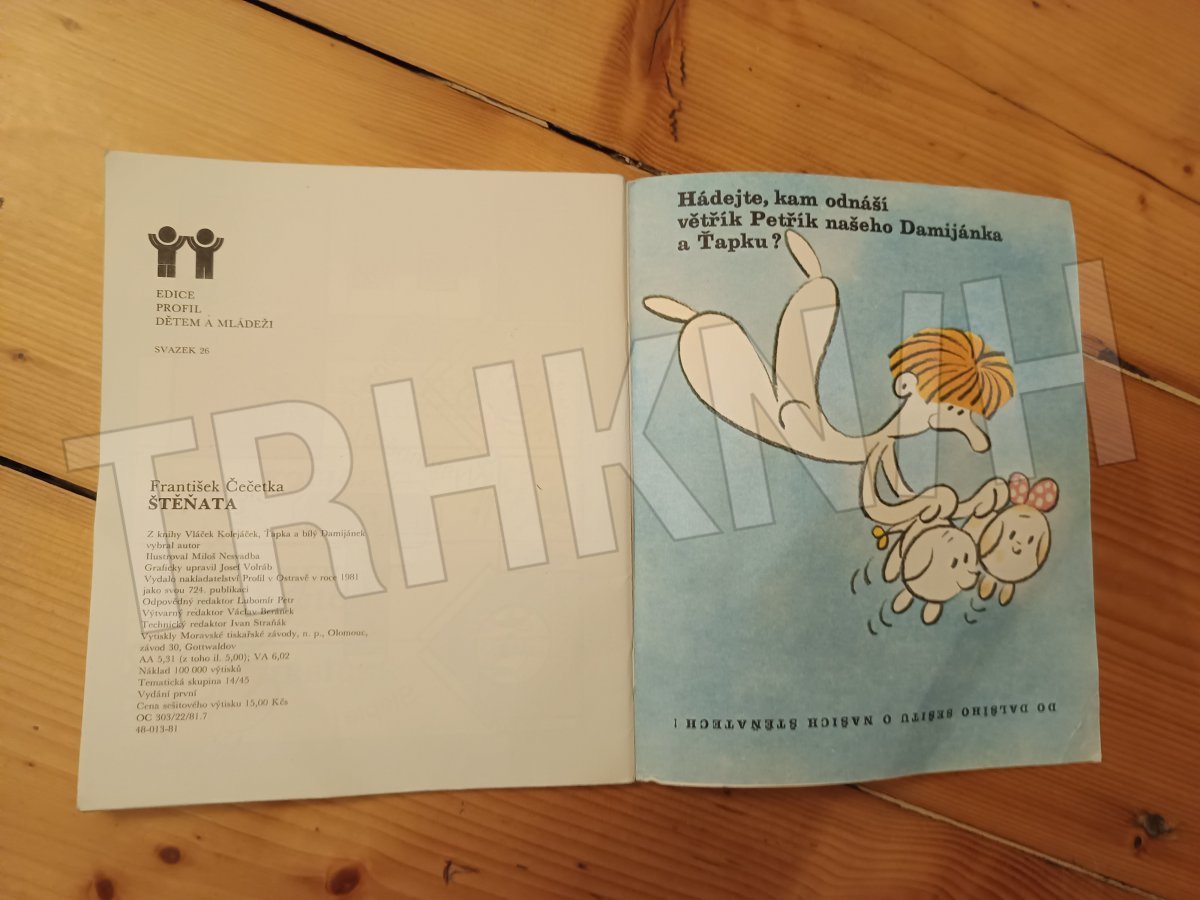 EDICE
PROFIL
DĚTEM A MLÁDEŽI
SVAZEK 26
František Čečetka
ŠTĚŇATA
Z knihy Vláček Kolejáček, Ťapka a bílý Damijánek
vybral autor
Ilustroval Miloš Nesvadba
Graficky upravil Josef Volráb
Vydalo nakladatelství Profil v Ostravě v roce 1981
jako svou 724. publikaci
Odpovědný redaktor Lubomír Petr
Výtvarný redaktor Václav Beránek
Technický redaktor Ivan Straňák
Vytiskly Moravské tiskařské závody, n. p., Olomouc,
závod 30, Gottwaldov
AA 5,31 (z toho il. 5,00); VA 6,02
Náklad 100 000 výtisků
Tematická skupina 14/45
Vydání první
Cena sešitového výtisku 15,00 Kčs
OC 303/22/81.7
48-013-81
Hádejte, kam odnáší
větřík Petřík našeho Damijánka
a Ťapku?
DO DALŠÍHO SEŠITU O NAŠICH ŠTĚŇATECH!
TRHKNIH